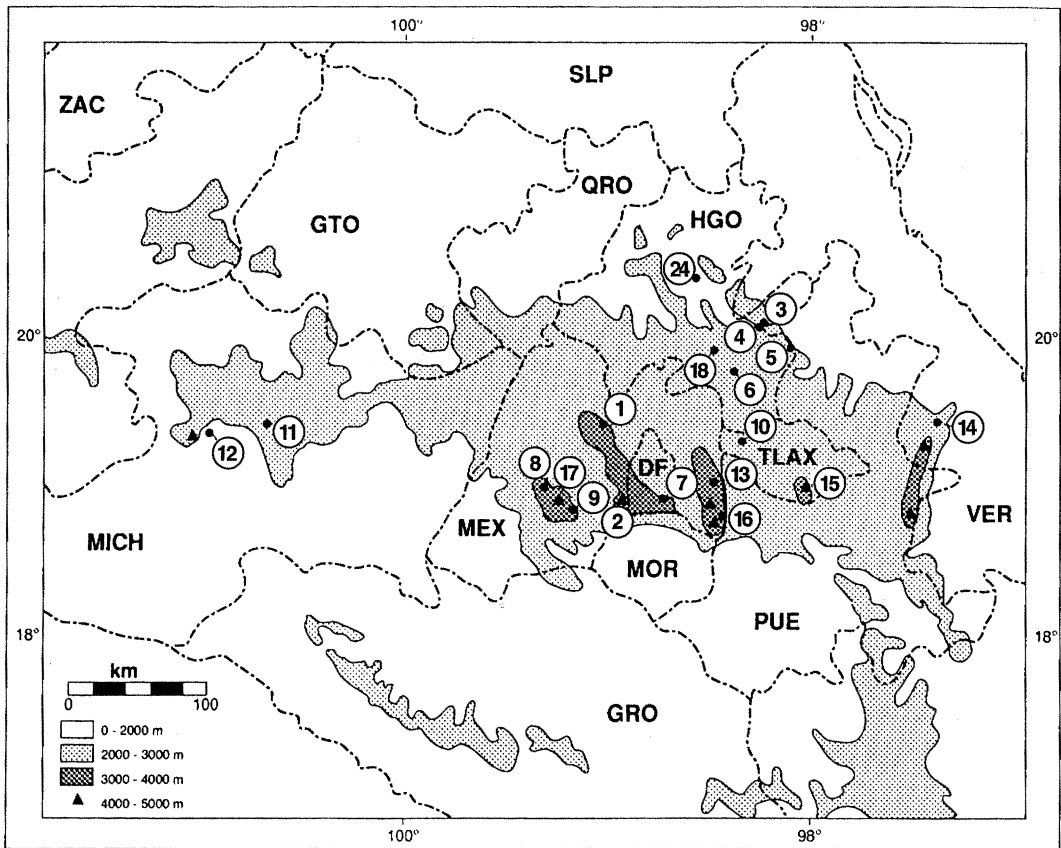 100° 98°
SLP
ZAC
QRO
GTO
HGO
24
3
20° 4 20°
5
18
6
1
10
11 14
12
TLAX
DF
8 17 7 13
15
9
MEX 2 16 VER
MICH
MOR
PUE
18° 18°
km
0 100
GRO
0 - 2000 m
2000 - 3000 m
3000 - 4000 m
4000 - 5000 m
100° 98°